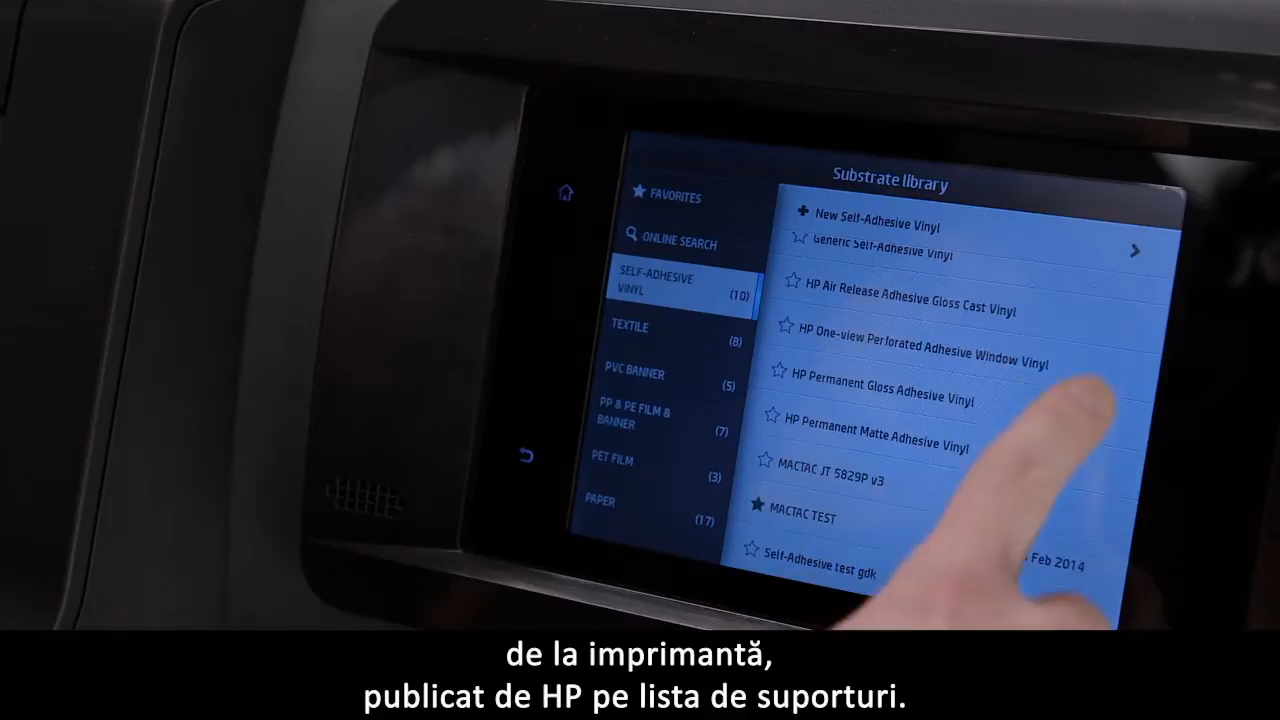 Substrate library
FAVORITES
ONLINE SEARCH
SELF-ADHESIVE
VINYL (10)
TEXTILE (8)
PVC BANNER (5)
PP & PE FILM &
BANNER (7)
PET FILM (3)
PAPER (17)
New Self-Adhesive Vinyl
Generic Self-Adhesive Vinyl
HP Air Release Adhesive Gloss Cast Vinyl
HP One-view Perforated Adhesive Window Vinyl
HP Permanent Gloss Adhesive Vinyl
HP Permanent Matte Adhesive Vinyl
MACTAC JT 5829P v3
MACTAC TEST
Self-Adhesive test gdk
Feb 2014
de la imprimantă,
publicat de HP pe lista de suporturi.